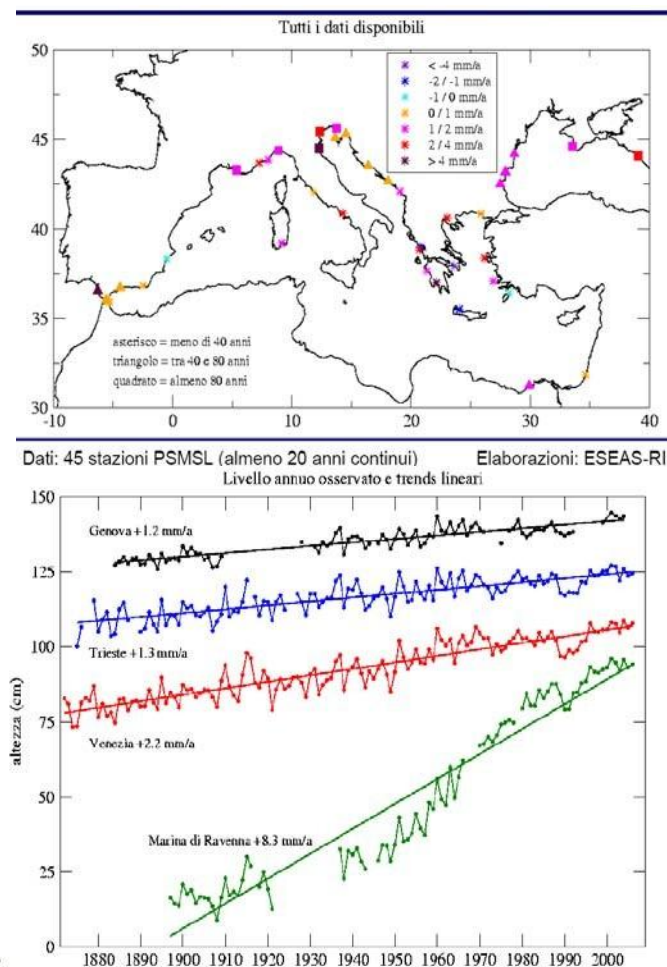 Tutti i dati disponibili
50
45
40
35
30
-10
0
10
20
30
40
< -4 mm/a
-2 / -1 mm/a
-1 / 0 mm/a
0 / 1 mm/a
1 / 2 mm/a
2 / 4 mm/a
> 4 mm/a
asterisco = meno di 40 anni
triangolo = tra 40 e 80 anni
quadrato = almeno 80 anni
Dati: 45 stazioni PSMSL (almeno 20 anni continui) Elaborazioni: ESEAS-RI
Livello annuo osservato e trends lineari
altezza (cm)
150
125
100
75
50
25
0
Genova +1.2 mm/a
Trieste +1.3 mm/a
Venezia +2.2 mm/a
Marina di Ravenna +8.3 mm/a
1880 1890 1900 1910 1920 1930 1940 1950 1960 1970 1980 1990 2000